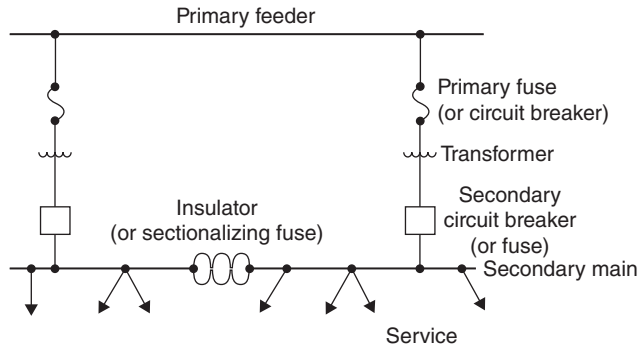 Primary feeder
Primary fuse
(or circuit breaker)
Transformer
Secondary
circuit breaker
(or fuse)
Insulator
(or sectionalizing fuse)
Secondary main
Service